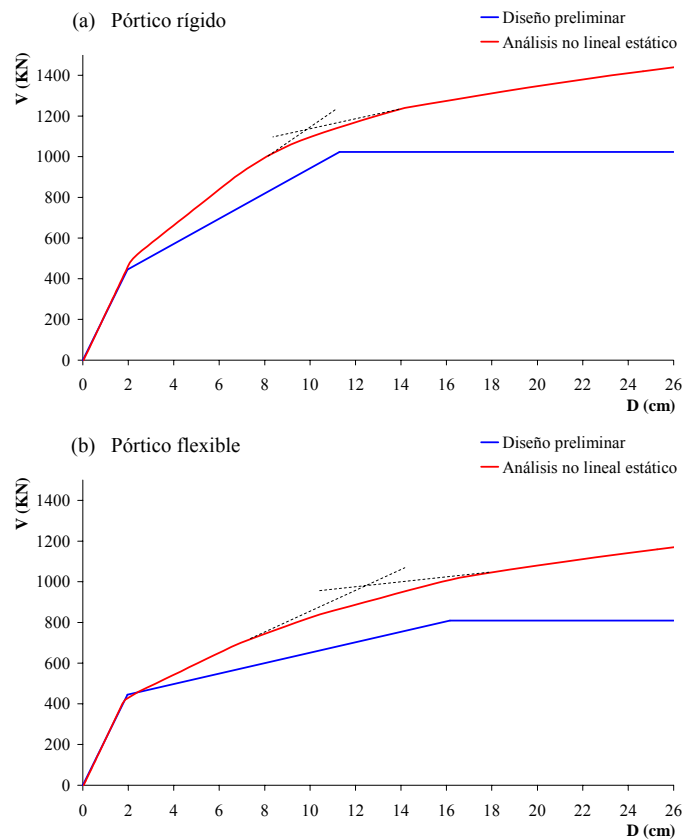 (a) Pórtico rígido
Diseño preliminar
Análisis no lineal estático
V (KN)
1400
1200
1000
800
600
400
200
0
0 2 4 6 8 10 12 14 16 18 20 22 24 26
D (cm)
(b) Pórtico flexible
Diseño preliminar
Análisis no lineal estático
V (KN)
1400
1200
1000
800
600
400
200
0
0 2 4 6 8 10 12 14 16 18 20 22 24 26
D (cm)